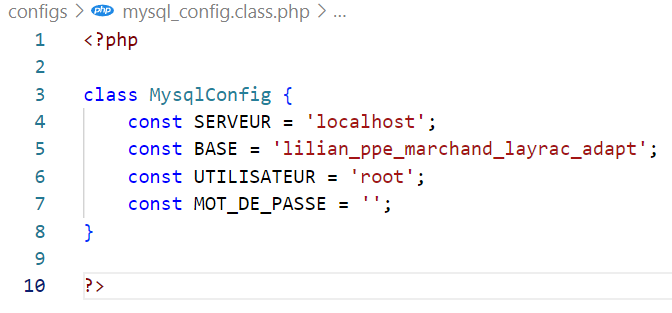 configs > php mysql_config.class.php > ...
1 <?php
2
3 class MysqlConfig {
4 const SERVEUR = 'localhost';
5 const BASE = 'lilian_ppe_marchand_layrac_adapt';
6 const UTILISATEUR = 'root';
7 const MOT_DE_PASSE = '';
8 }
9
10 ?>